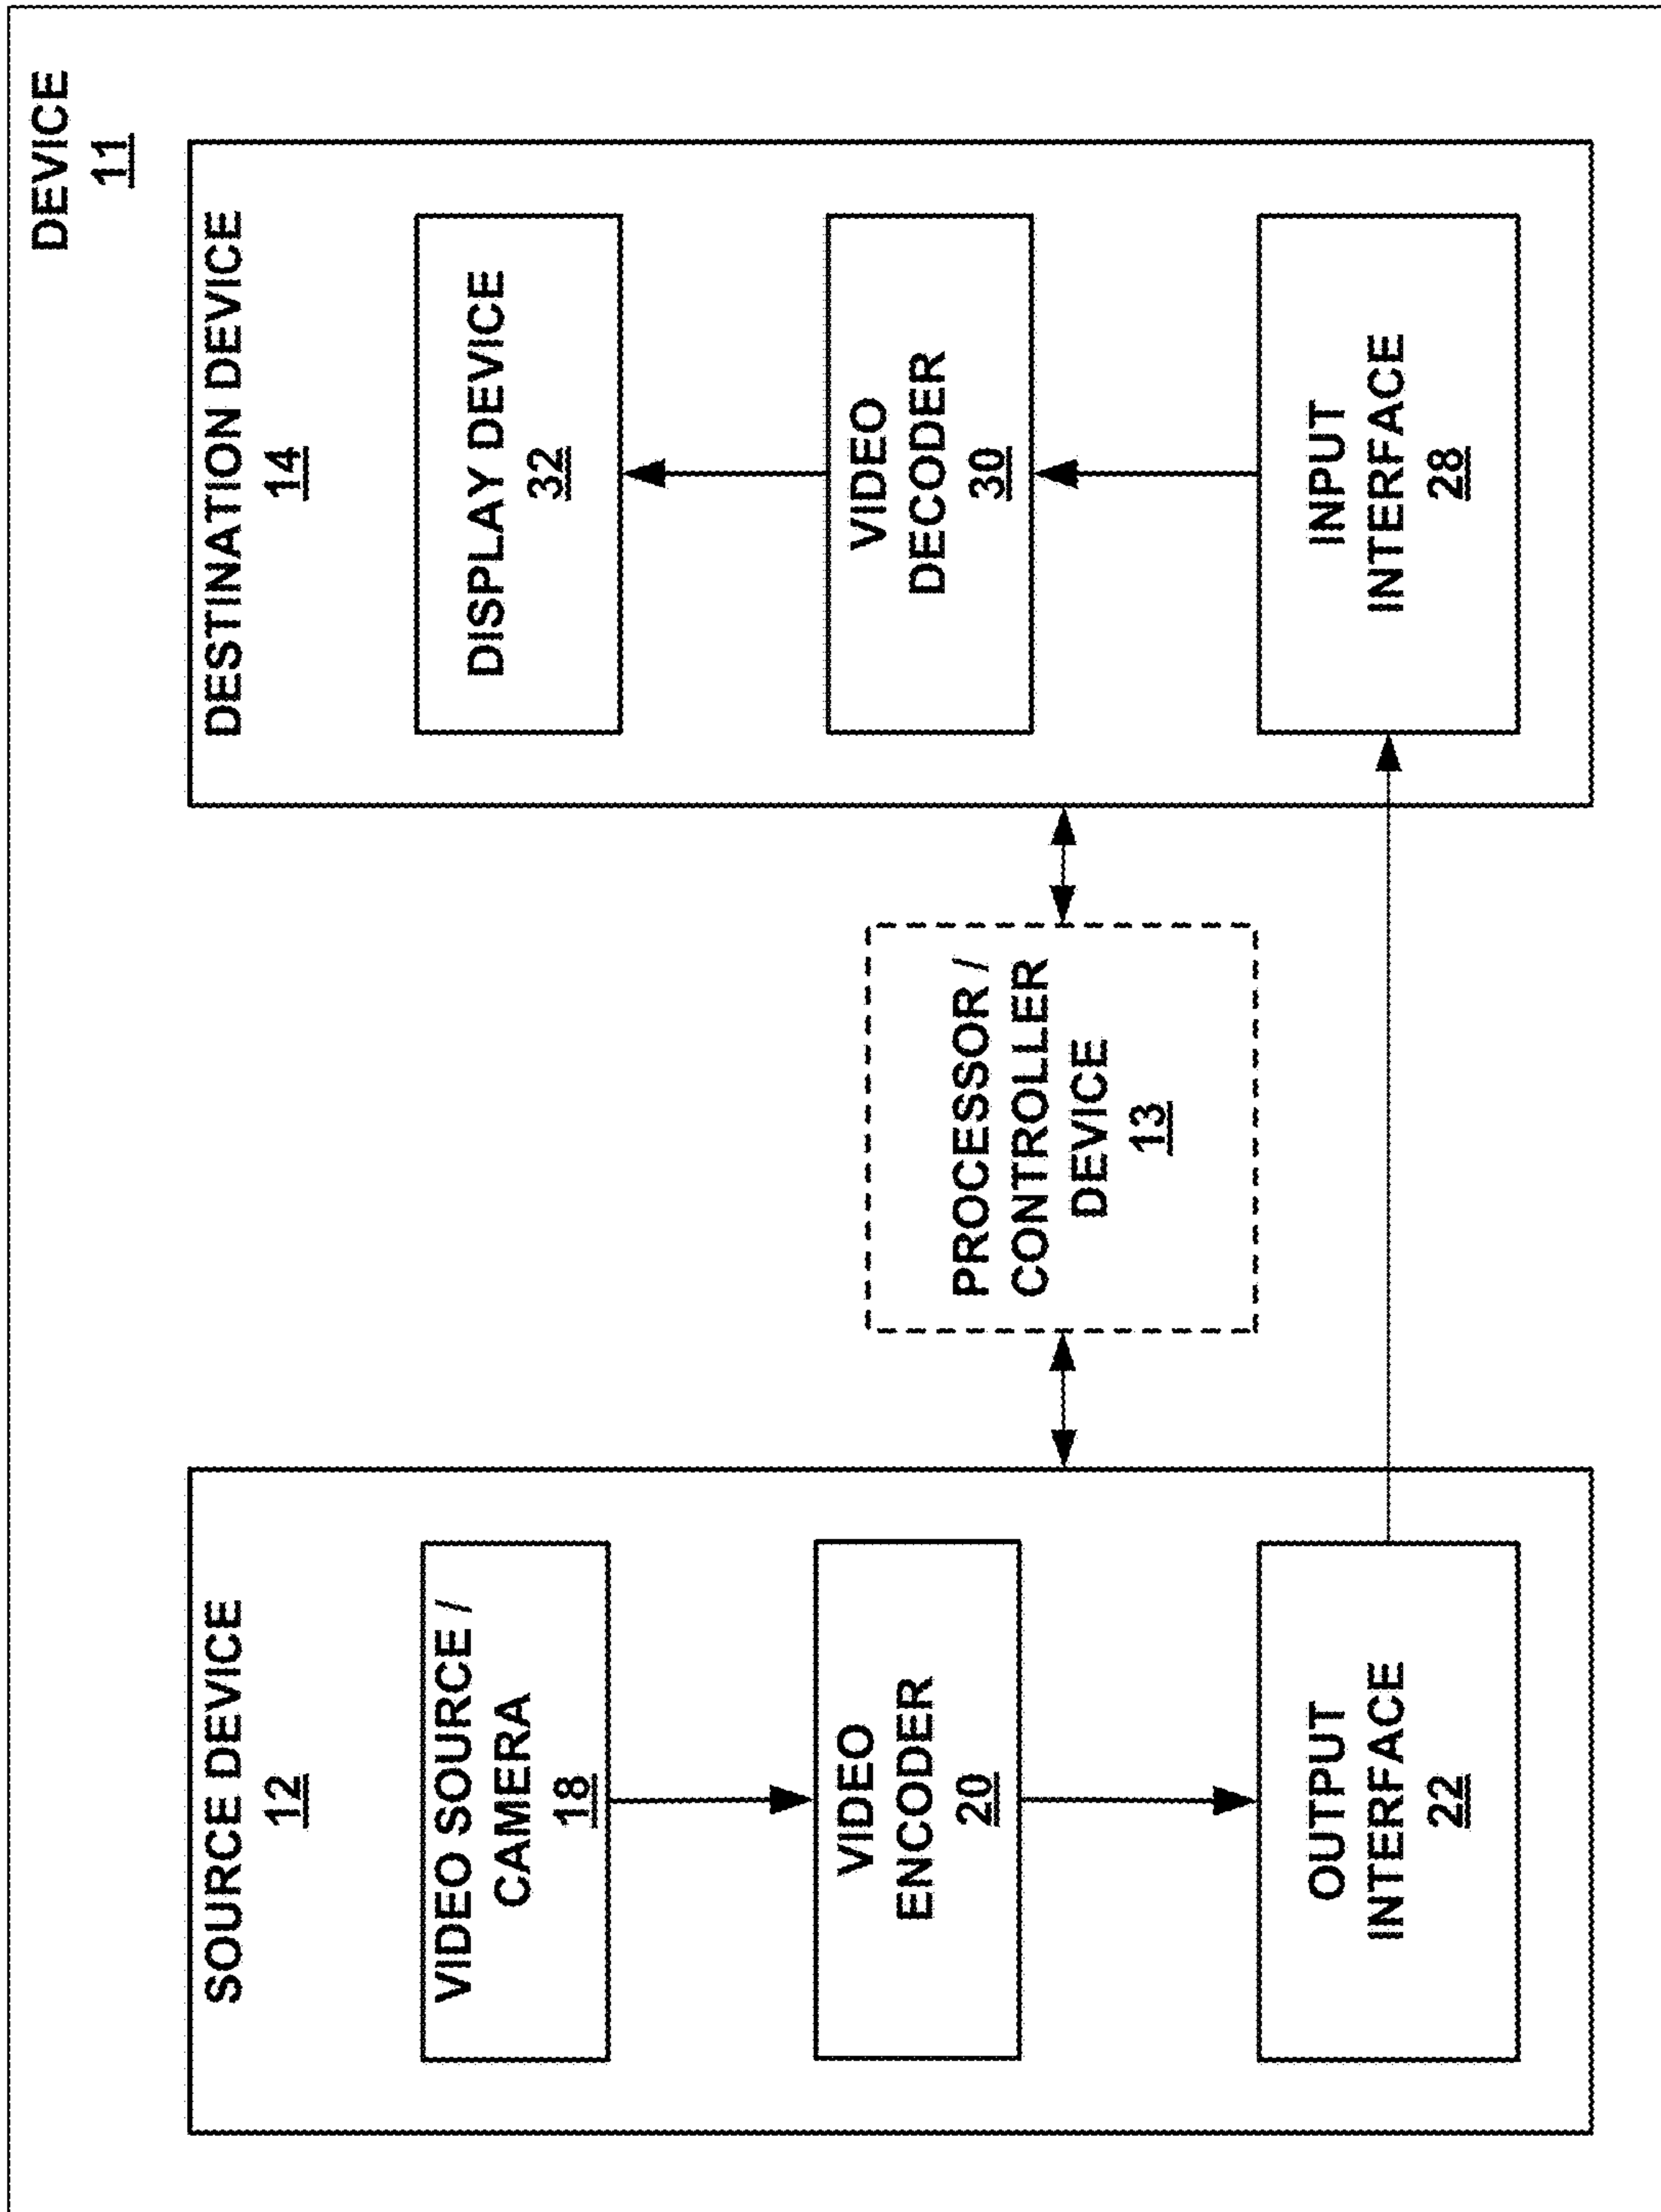 DEVICE
11
SOURCE DEVICE
12
VIDEO SOURCE /
CAMERA
18
VIDEO
ENCODER
20
OUTPUT
INTERFACE
22
PROCESSOR /
CONTROLLER
DEVICE
13
DESTINATION DEVICE
14
DISPLAY DEVICE
32
VIDEO
DECODER
30
INPUT
INTERFACE
28